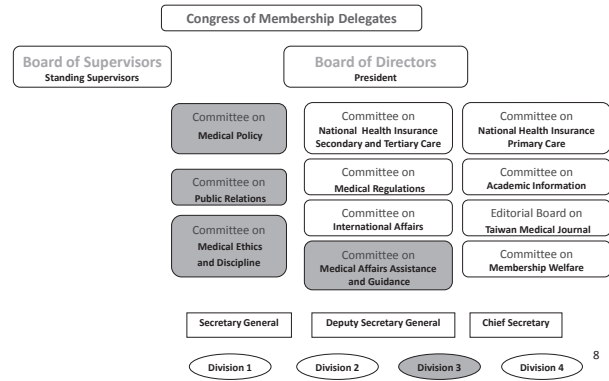 Congress of Membership Delegates
Board of Supervisors
Standing Supervisors
Board of Directors
President
Committee on
Medical Policy
Committee on
National Health Insurance
Secondary and Tertiary Care
Committee on
National Health Insurance
Primary Care
Committee on
Public Relations
Committee on
Medical Regulations
Committee on
Academic Information
Committee on
International Affairs
Editorial Board on
Taiwan Medical Journal
Committee on
Medical Ethics
and Discipline
Committee on
Medical Affairs Assistance
and Guidance
Committee on
Membership Welfare
Secretary General
Deputy Secretary General
Chief Secretary
Division 1
Division 2
Division 3
Division 4
8